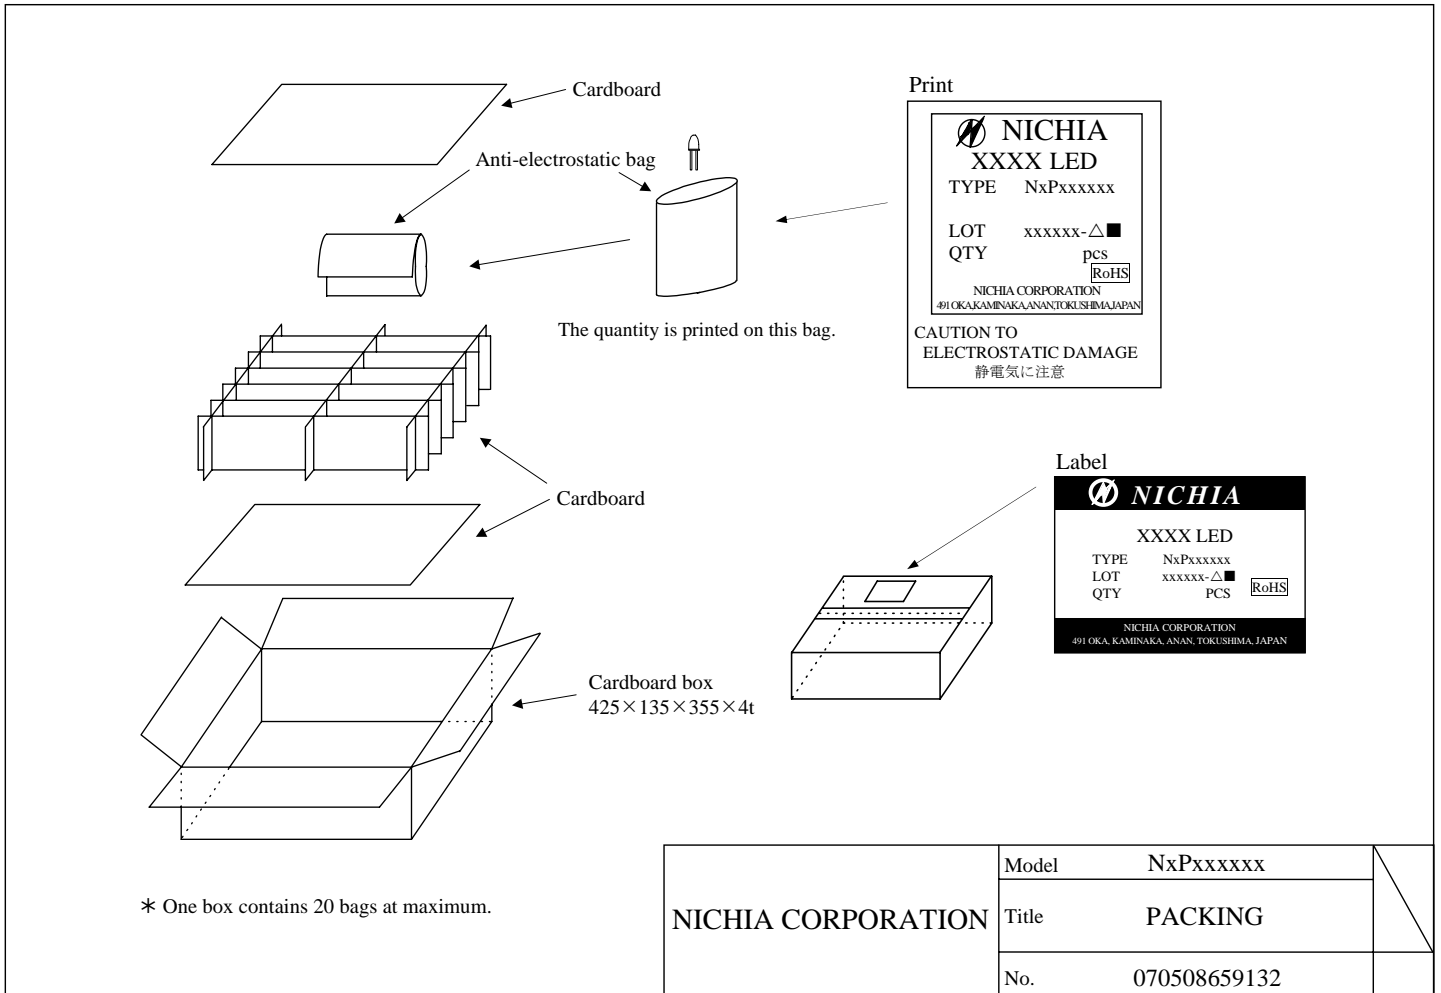 Cardboard
Anti-electrostatic bag
The quantity is printed on this bag.
Print
NICHIA
XXXX LED
TYPE NxPxxxxxx
LOT xxxxxx-△■
QTY pcs
RoHS
NICHIA CORPORATION
491 OKA,KAMINAKA,ANAN,TOKUSHIMA,JAPAN
CAUTION TO
ELECTROSTATIC DAMAGE
静電気に注意
Cardboard
Label
NICHIA
XXXX LED
TYPE NxPxxxxxx
LOT xxxxxx-△■
QTY PCS
RoHS
NICHIA CORPORATION
491 OKA, KAMINAKA, ANAN, TOKUSHIMA, JAPAN
Cardboard box
425×135×355×4t
* One box contains 20 bags at maximum.
NICHIA CORPORATION
Model NxPxxxxxx
Title PACKING
No. 070508659132